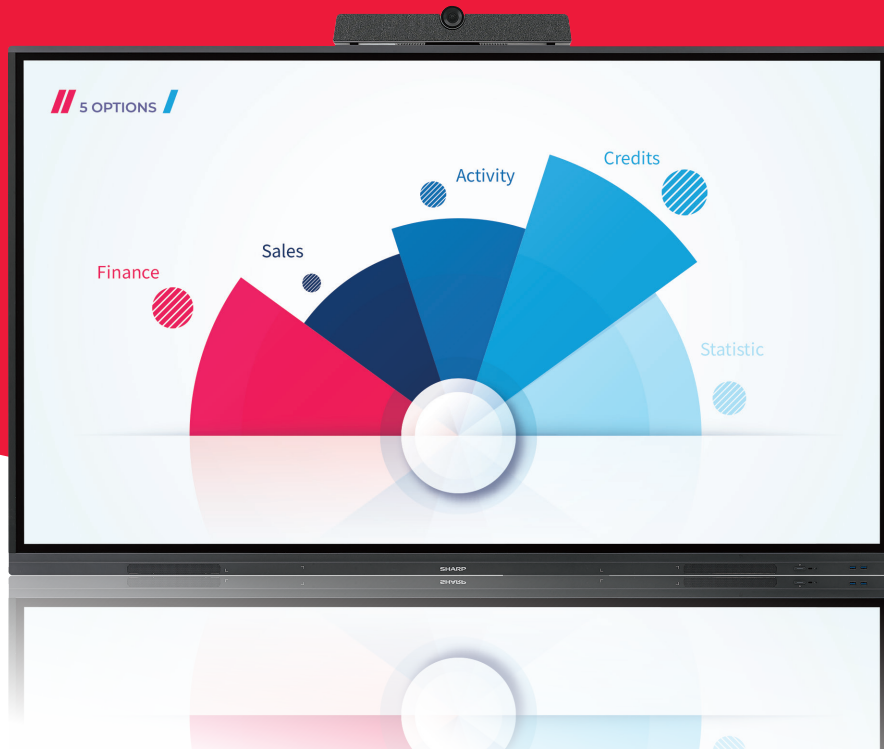 5 OPTIONS
Credits
Activity
Sales
Finance
Statistic
SHARP